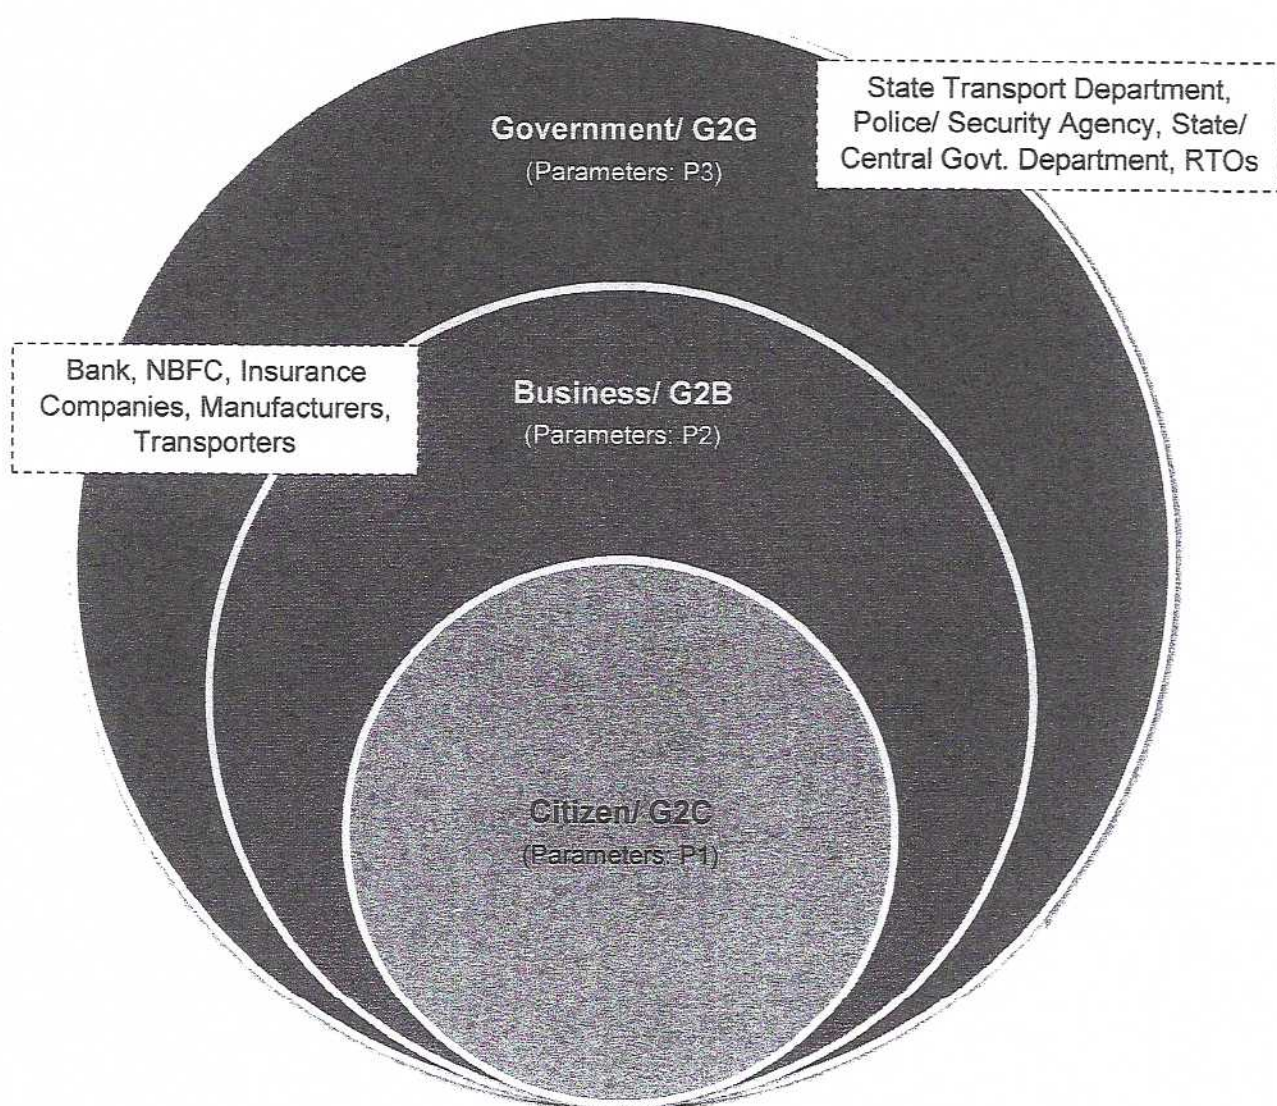 State Transport Department,
Police/ Security Agency, State/
Central Govt. Department, RTOs
Government/ G2G
(Parameters: P3)
Bank, NBFC, Insurance
Companies, Manufacturers,
Transporters
Business/ G2B
(Parameters: P2)
Citizen/ G2C
(Parameters: P1)